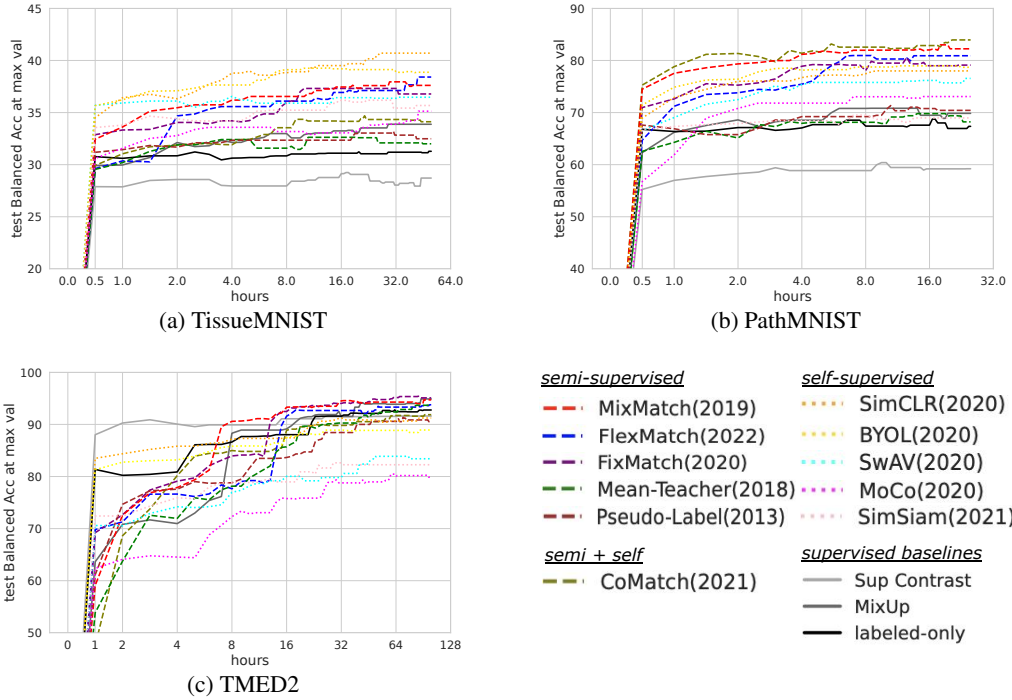 45
40
35
30
25
20
test Balanced Acc at max val
0.0 0.5 1.0 2.0 4.0 8.0 16.0 32.0 64.0
hours
(a) TissueMNIST
90
80
70
60
50
40
test Balanced Acc at max val
0.0 0.5 1.0 2.0 4.0 8.0 16.0 32.0
hours
(b) PathMNIST
100
90
80
70
60
50
test Balanced Acc at max val
0 1 2 4 8 16 32 64 128
hours
(c) TMED2
semi-supervised
MixMatch(2019)
FlexMatch(2022)
FixMatch(2020)
Mean-Teacher(2018)
Pseudo-Label(2013)
semi + self
CoMatch(2021)
self-supervised
SimCLR(2020)
BYOL(2020)
SwAV(2020)
MoCo(2020)
SimSiam(2021)
supervised baselines
Sup Contrast
MixUp
labeled-only